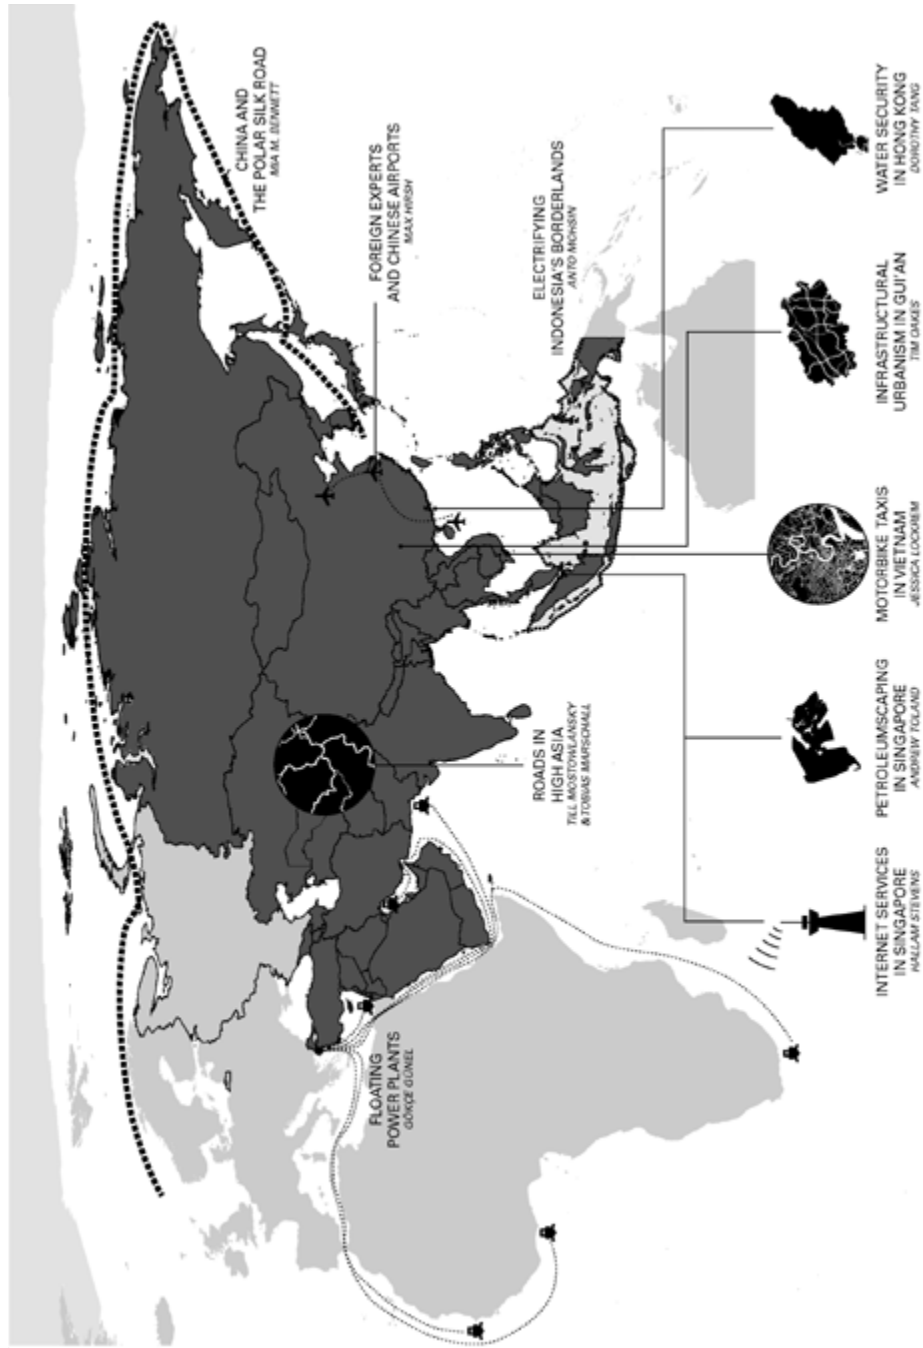 CHINA AND
THE POLAR SILK ROAD
MIA M. BENNETT
FOREIGN EXPERTS
AND CHINESE AIRPORTS
MAX HIRSH
ELECTRIFYING
INDONESIA'S BORDERLANDS
ANTO MOHSIN
ROADS IN
HIGH ASIA
TILL MOSTOWLANSKY
& TOBIAS MARSCHALL
FLOATING
POWER PLANTS
GÖKÇE GÜNEL
INTERNET SERVICES
IN SINGAPORE
HALLAM STEVENS
PETROLEUMSCAPING
IN SINGAPORE
ANDREW TOLAND
MOTORBIKE TAXIS
IN VIETNAM
JESSICA LOCKREM
INFRASTRUCTURAL
URBANISM IN GUI'AN
TIM OAKES
WATER SECURITY
IN HONG KONG
DOROTHY TANG